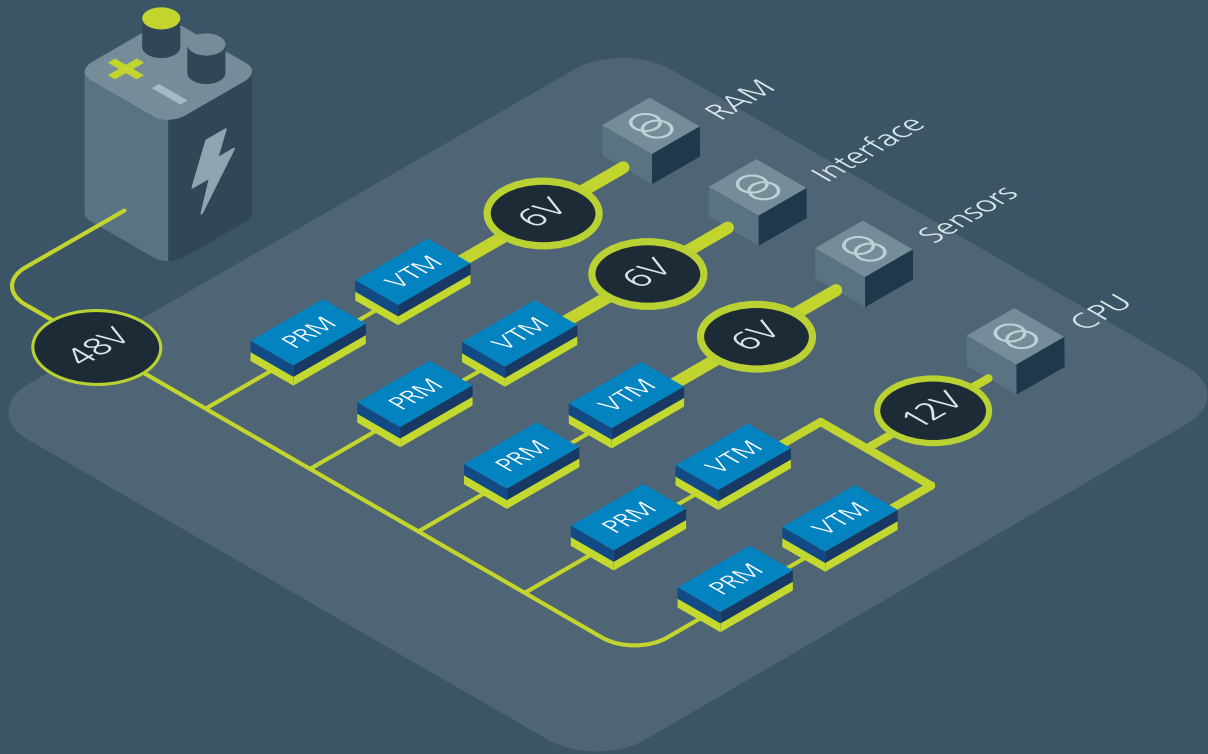 RAM
Interface
Sensors
CPU
48V
PRM
VTM
6V
PRM
VTM
6V
PRM
VTM
6V
PRM
VTM
PRM
VTM
12V